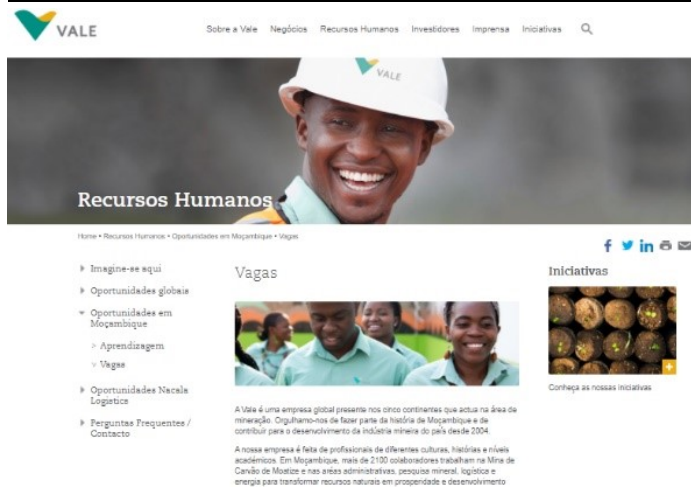 VALE
Sobre a Vale Negócios Recursos Humanos Investidores Imprensa Iniciativas
VALE
Recursos Humanos
Home • Recursos Humanos • Oportunidades em Moçambique • Vagas
Imagine-se aqui
Oportunidades globais
Oportunidades em
Moçambique
> Aprendizagem
Vagas
Oportunidades Nacala
Logistics
Perguntas Frequentes /
Contacto
Vagas
A Vale é uma empresa global presente nos cinco continentes que actua na área de
mineração. Orgulhamo-nos de fazer parte da história de Moçambique e de
contribuir para o desenvolvimento da indústria mineira do país desde 2004.
A nossa empresa é feita de profissionais de diferentes culturas, histórias e níveis
académicos. Em Moçambique, mais de 2100 colaboradores trabalham na Mina de
Carvão de Moatize e nas aréas administrativas, pesquisa mineral, logística e
energia para transformar recursos naturais em prosperidade e desenvolvimento
Iniciativas
Conheça as nossas iniciativas